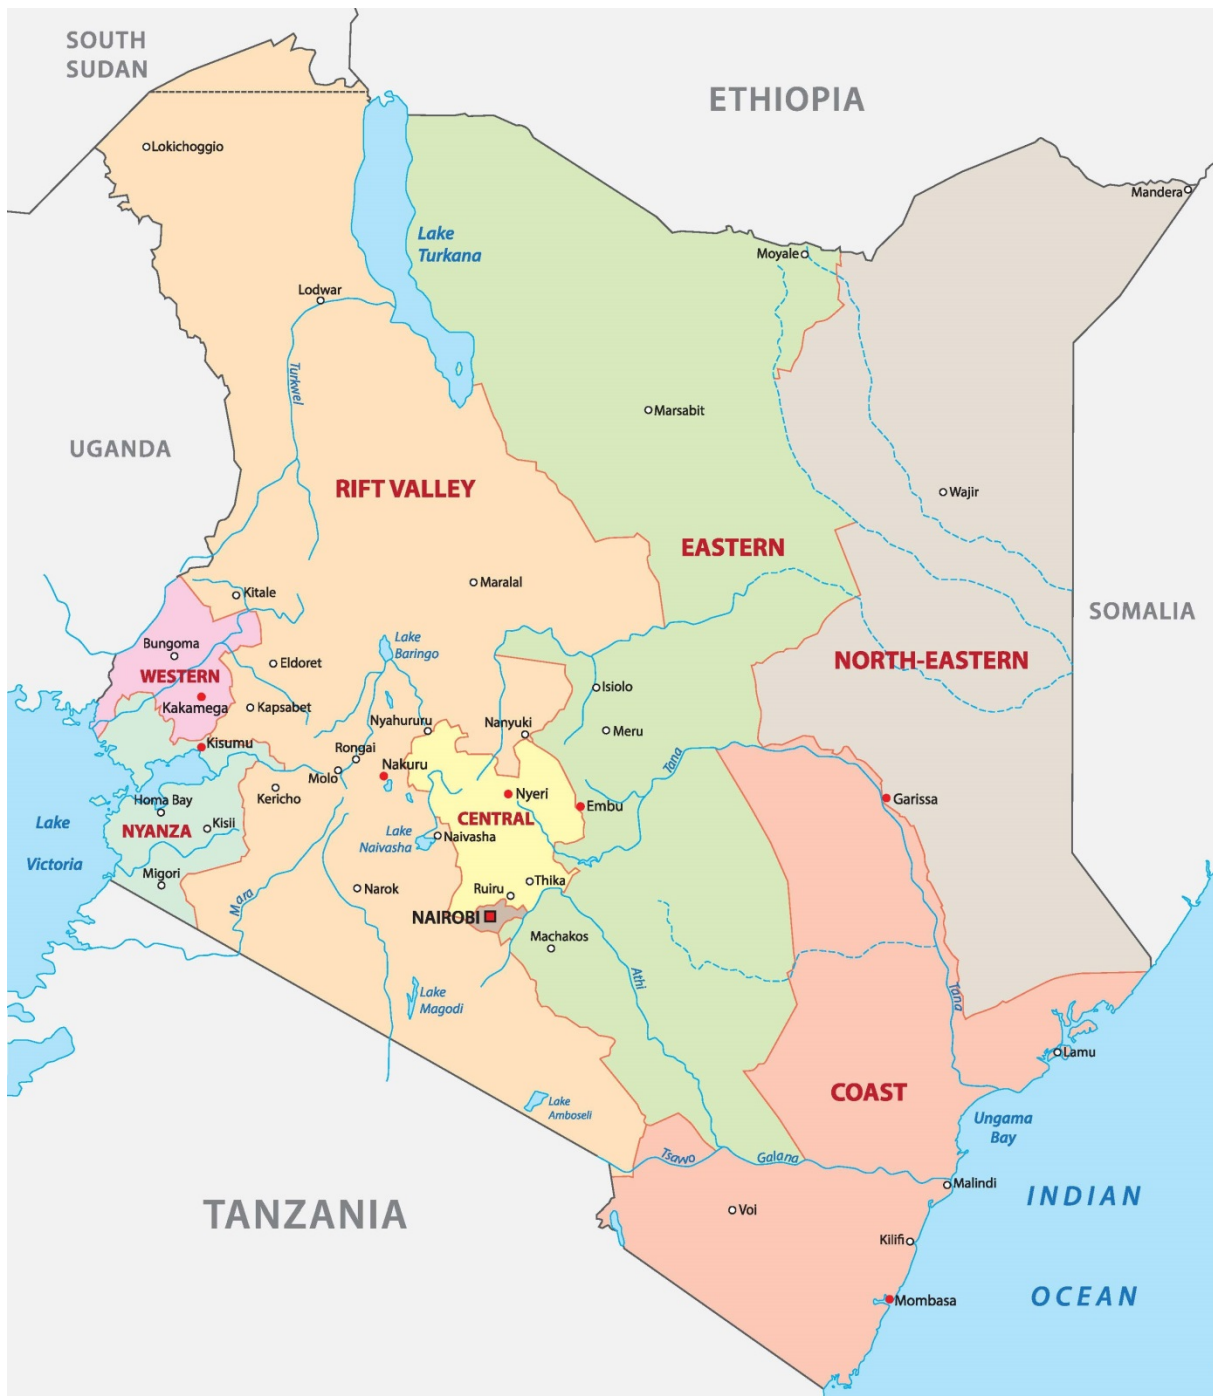 SOUTH
SUDAN
ETHIOPIA
Lokichoggio
Mandera
Lake
Turkana
Moyale
Lodwar
Turkwel
Marsabit
UGANDA
RIFT VALLEY
Wajir
EASTERN
Maralal
Kitale
SOMALIA
Bungoma
Lake
Baringo
Eldoret
NORTH-EASTERN
WESTERN
Isiolo
Kakamega
Kapsabet
Nyahururu
Nanyuki
Meru
Kisumu
Rongai
Nakuru
Tana
Molo
Kericho
Homa Bay
Nyeri
Embu
Garissa
Lake
Victoria
NYANZA
Kisii
CENTRAL
Lake
Naivasha
Naivasha
Migori
Mara
Narok
Ruiru
Thika
NAIROBI
Machakos
Athi
Lake
Magodi
Tana
Lamu
COAST
Lake
Amboseli
Ungama
Bay
Tsawo
Galana
Malindi
TANZANIA
Voi
INDIAN
Kilifi
OCEAN
Mombasa